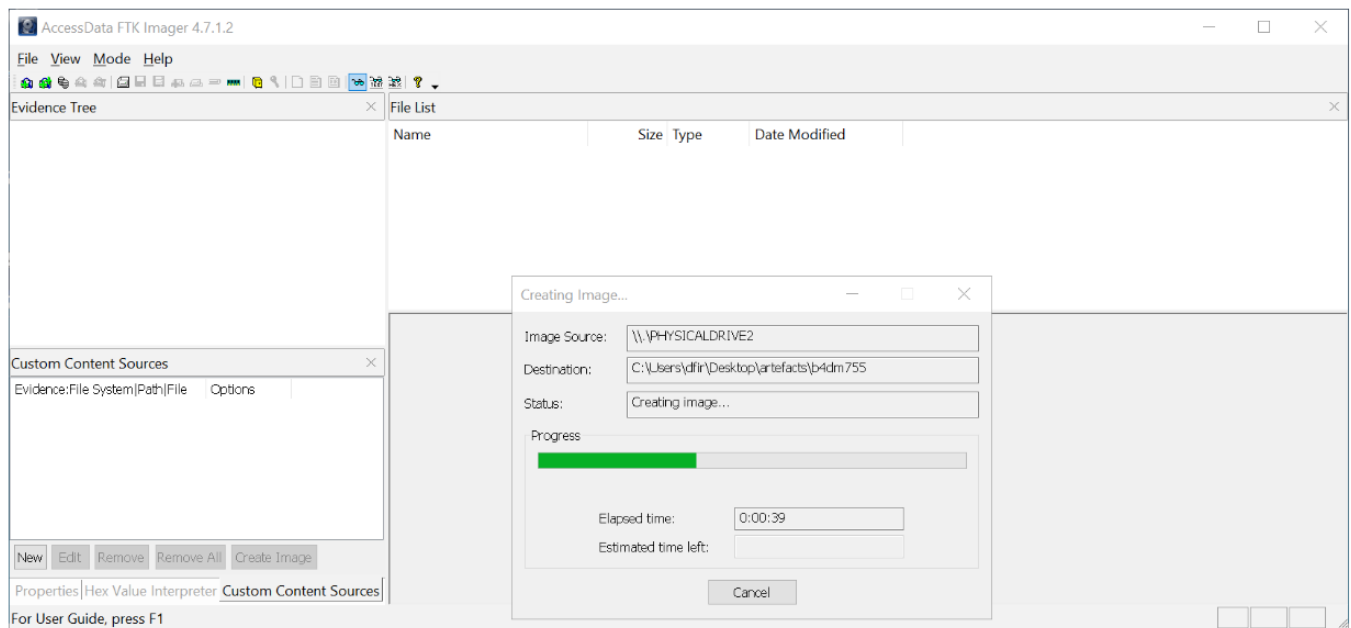 AccessData FTK Imager 4.7.1.2
File View Mode Help
Evidence Tree
File List
Name Size Type Date Modified
Creating Image...
Image Source: \\.\PHYSICALDRIVE2
Destination: C:\Users\dfir\Desktop\artefacts\b4dm755
Status: Creating image...
Progress
Elapsed time: 0:00:39
Estimated time left:
Cancel
Custom Content Sources
Evidence:File System|Path|File Options
New Edit Remove Remove All Create Image
Properties Hex Value Interpreter Custom Content Sources
For User Guide, press F1